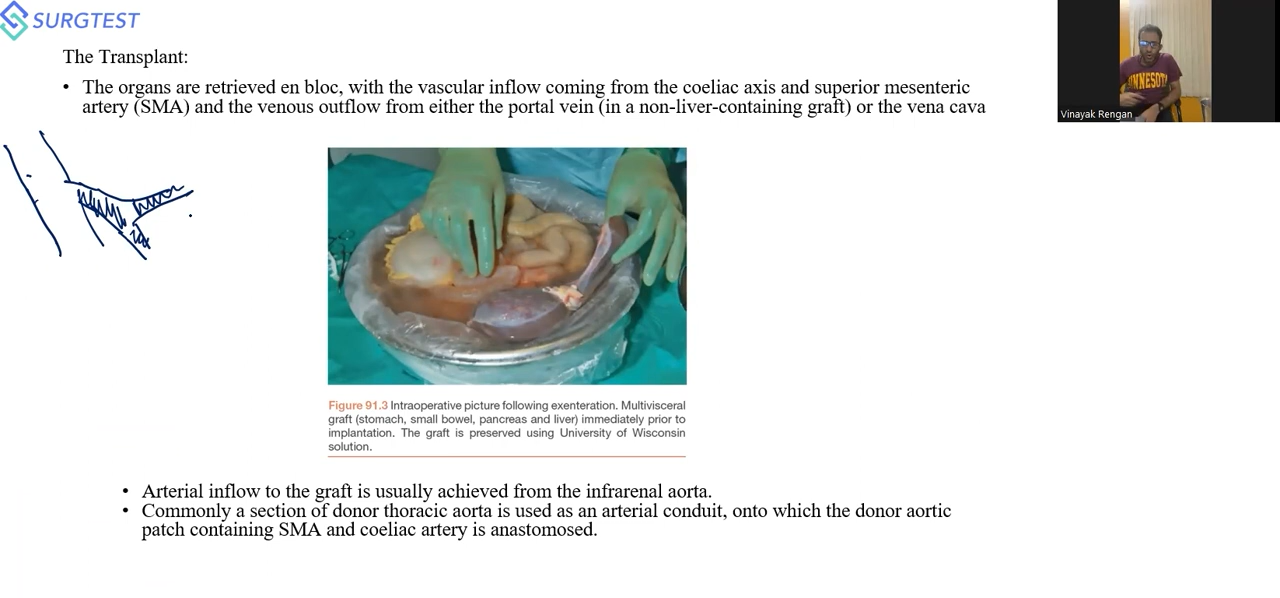 SURGTEST
The Transplant:
• The organs are retrieved en bloc, with the vascular inflow coming from the coeliac axis and superior mesenteric
artery (SMA) and the venous outflow from either the portal vein (in a non-liver-containing graft) or the vena cava
INNESOT
Vinayak Rengan
Figure 91.3 Intraoperative picture following exenteration. Multivisceral
graft (stomach, small bowel, pancreas and liver) immediately prior to
implantation. The graft is preserved using University of Wisconsin
solution.
• Arterial inflow to the graft is usually achieved from the infrarenal aorta.
• Commonly a section of donor thoracic aorta is used as an arterial conduit, onto which the donor aortic
patch containing SMA and coeliac artery is anastomosed.